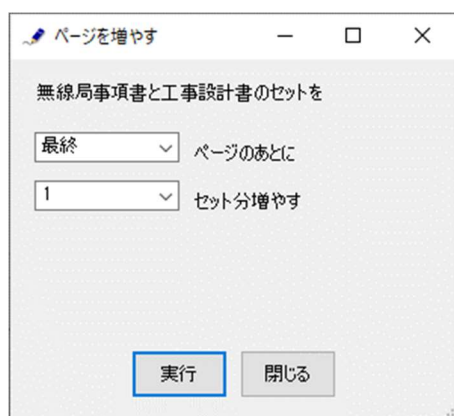 ページを増やす
無線局事項書と工事設計書のセットを
最終 ページのあとに
1 セット分増やす
実行 閉じる